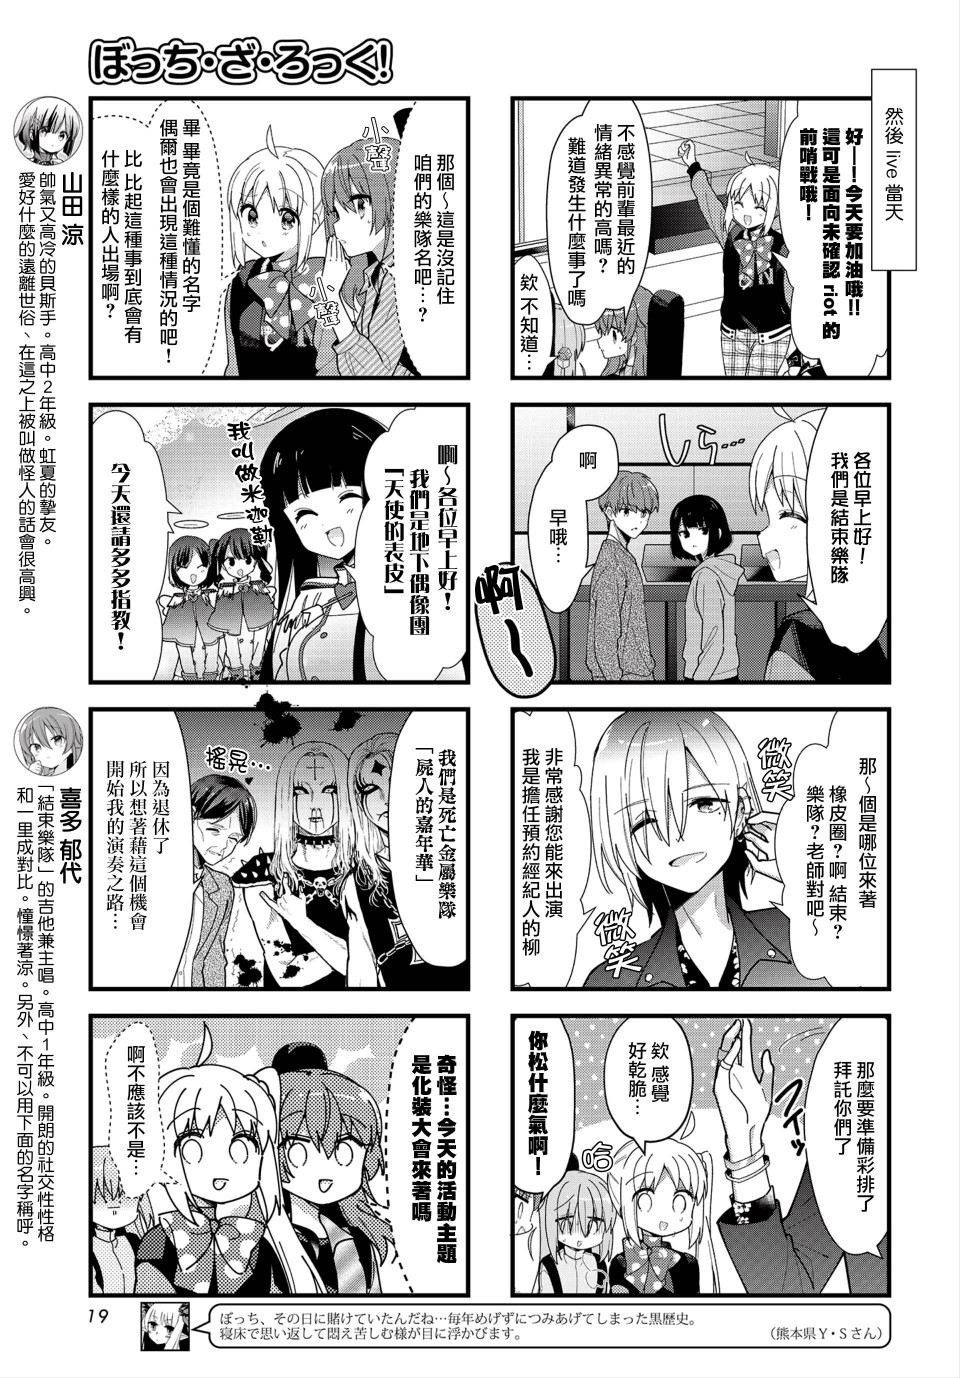 ぼっち・ざ・ろっく!
然後 live 當天
好——!今天要加油哦!!
這可是面向未確認 riot 的
前哨戰哦!
不感覺前輩最近的
情緒異常的高嗎?
難道發生什麼事了嗎
欸 不知道…
各位早上好!
我們是結束樂隊
しら…
啊
早哦…
啊〜
那〜個是哪位來著
橡皮圈?啊 結束?
樂隊?老師對吧〜
微笑
非常感謝您能來出演
我是擔任預約經紀人的柳
微笑
那麼要準備彩排了
拜託你們了
欸 感覺
好乾脆…
哈
你松什麼氣啊!
那個〜這是沒記住
咱們的樂隊名吧…?
小聲
小聲
畢 畢竟是個難懂的名字
偶爾也會出現這種情況的吧!
比 比起這種事到底會有
什麼樣的人出場啊?
啊〜各位早上好!
我們是地下偶像團
「天使的表皮」
我叫做米迦勒
今天還請多多指教!
我們是死亡金屬樂隊
「屍人的嘉年華」
搖晃…
因為退休了
所以想著藉這個機會
開始我的演奏之路…
奇怪…今天的活動主題
是化裝大會來著嗎
啊不應該不是…
山田 涼
帥氣又高冷的貝斯手。高中2年級。虹夏的摯友。
愛好什麼的遠離世俗、在這之上被叫做怪人的話會很高興。
喜多 郁代
「結束樂隊」的吉他兼主唱。高中1年級。開朗的社交性性格
和一里成對比。憧憬著涼。另外、不可以用下面的名字稱呼。
19
ぼっち、その日に賭けていたんだね…毎年めげずにつみあげてしまった黒歴史。
寝床で思い返して悶え苦しむ様が目に浮かびます。
(熊本県Y・Sさん)